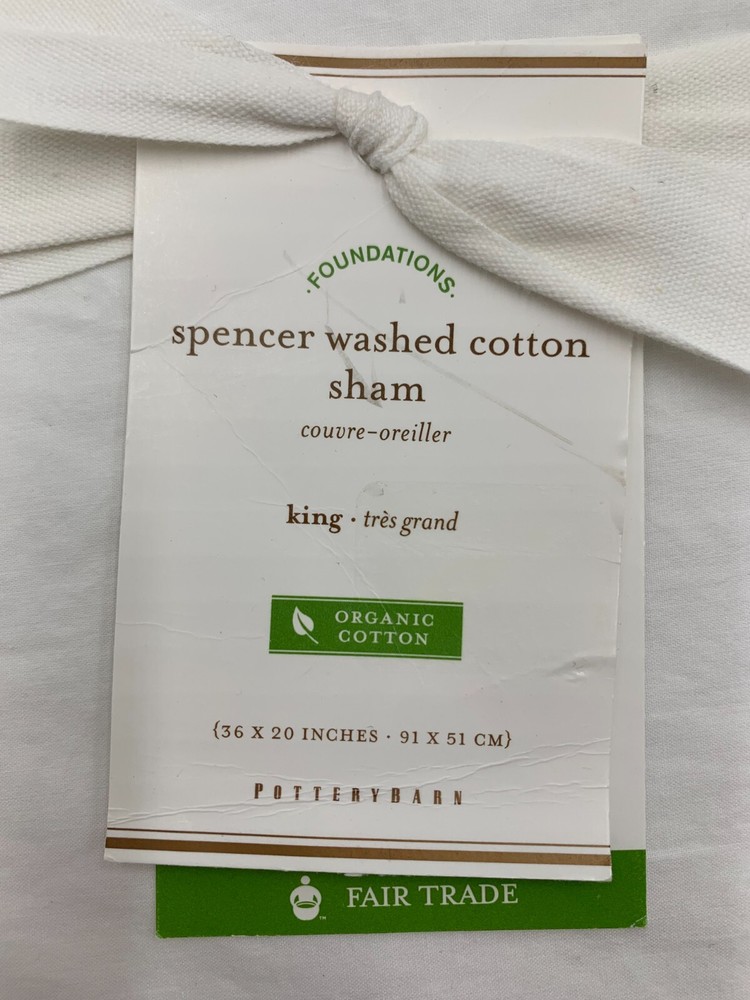 ·FOUNDATIONS.
spencer washed cotton
sham
couvre-oreiller
king · très grand
ORGANIC
COTTON
{36 X 20 INCHES · 91 X 51 CM}
POTTERYBARN
FAIR TRADE
TM